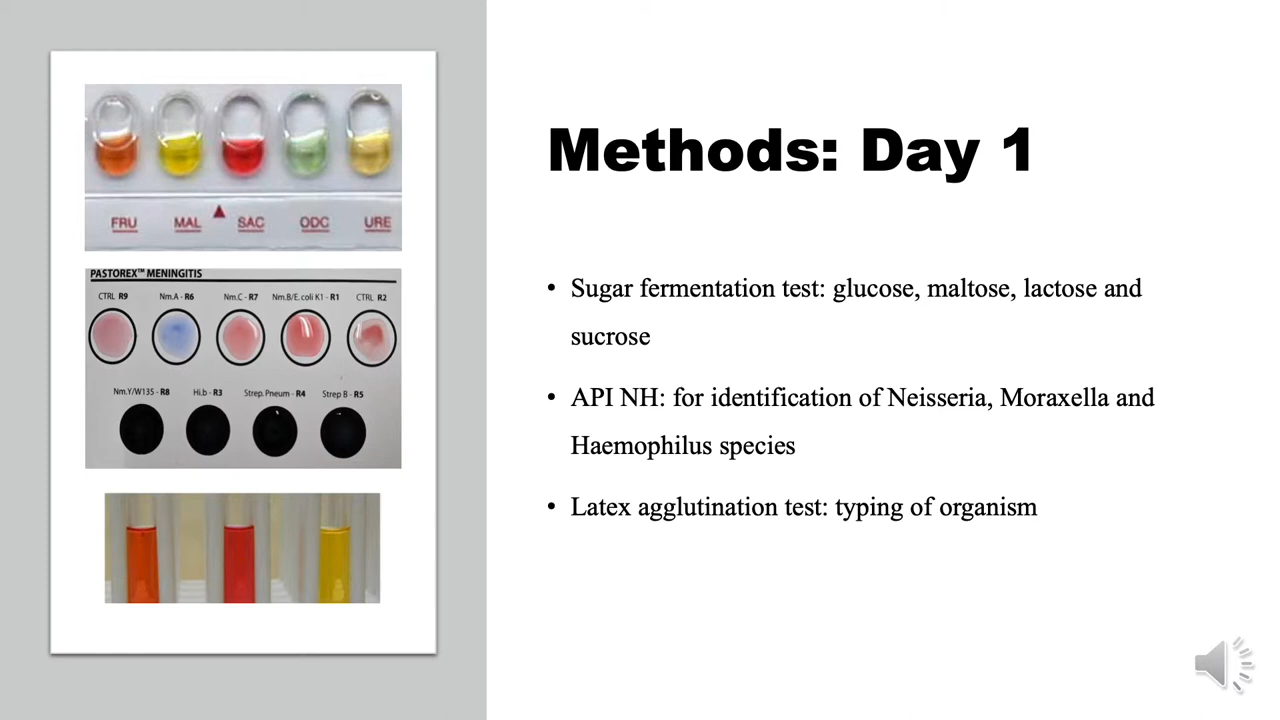 FRU MAL SAC ODC URE
PASTOREX™ MENINGITIS
CTRL R9 Nm.A - R6 Nm.C - R7 Nm.B/E. coli K1 - R1 CTRL R2
Nm.Y/W135 - R8 Hi.b - R3 Strep. Pneum - R4 Strep B - R5
Methods: Day 1
• Sugar fermentation test: glucose, maltose, lactose and
sucrose
• API NH: for identification of Neisseria, Moraxella and
Haemophilus species
• Latex agglutination test: typing of organism